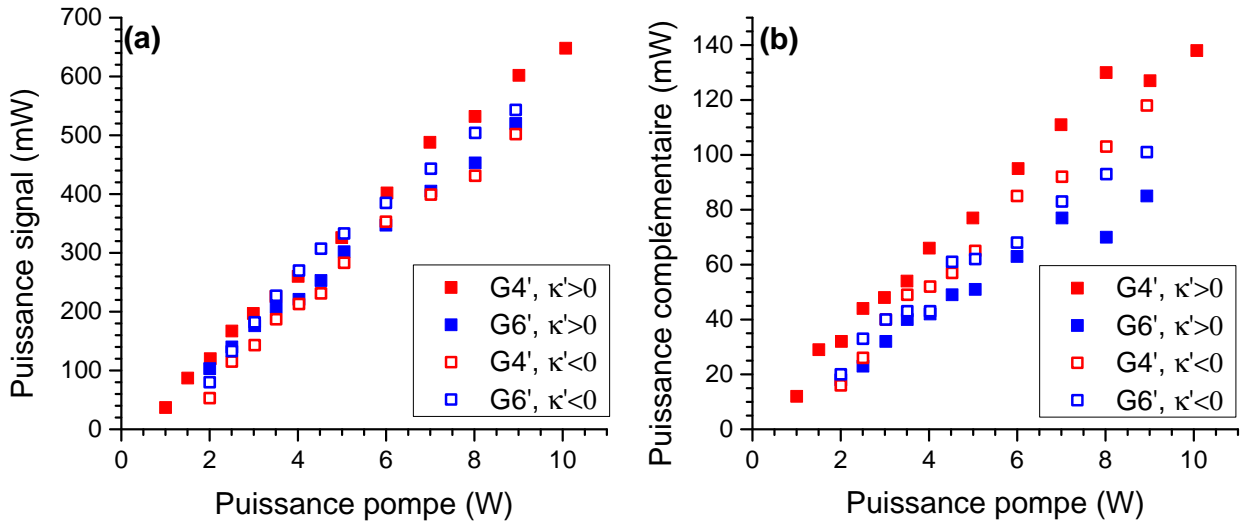 (a)
Puissance signal (mW)
700
600
500
400
300
200
100
0
0 2 4 6 8 10
Puissance pompe (W)
G4', κ'>0
G6', κ'>0
G4', κ'<0
G6', κ'<0
(b)
Puissance complémentaire (mW)
140
120
100
80
60
40
20
0
0 2 4 6 8 10
Puissance pompe (W)
G4', κ'>0
G6', κ'>0
G4', κ'<0
G6', κ'<0